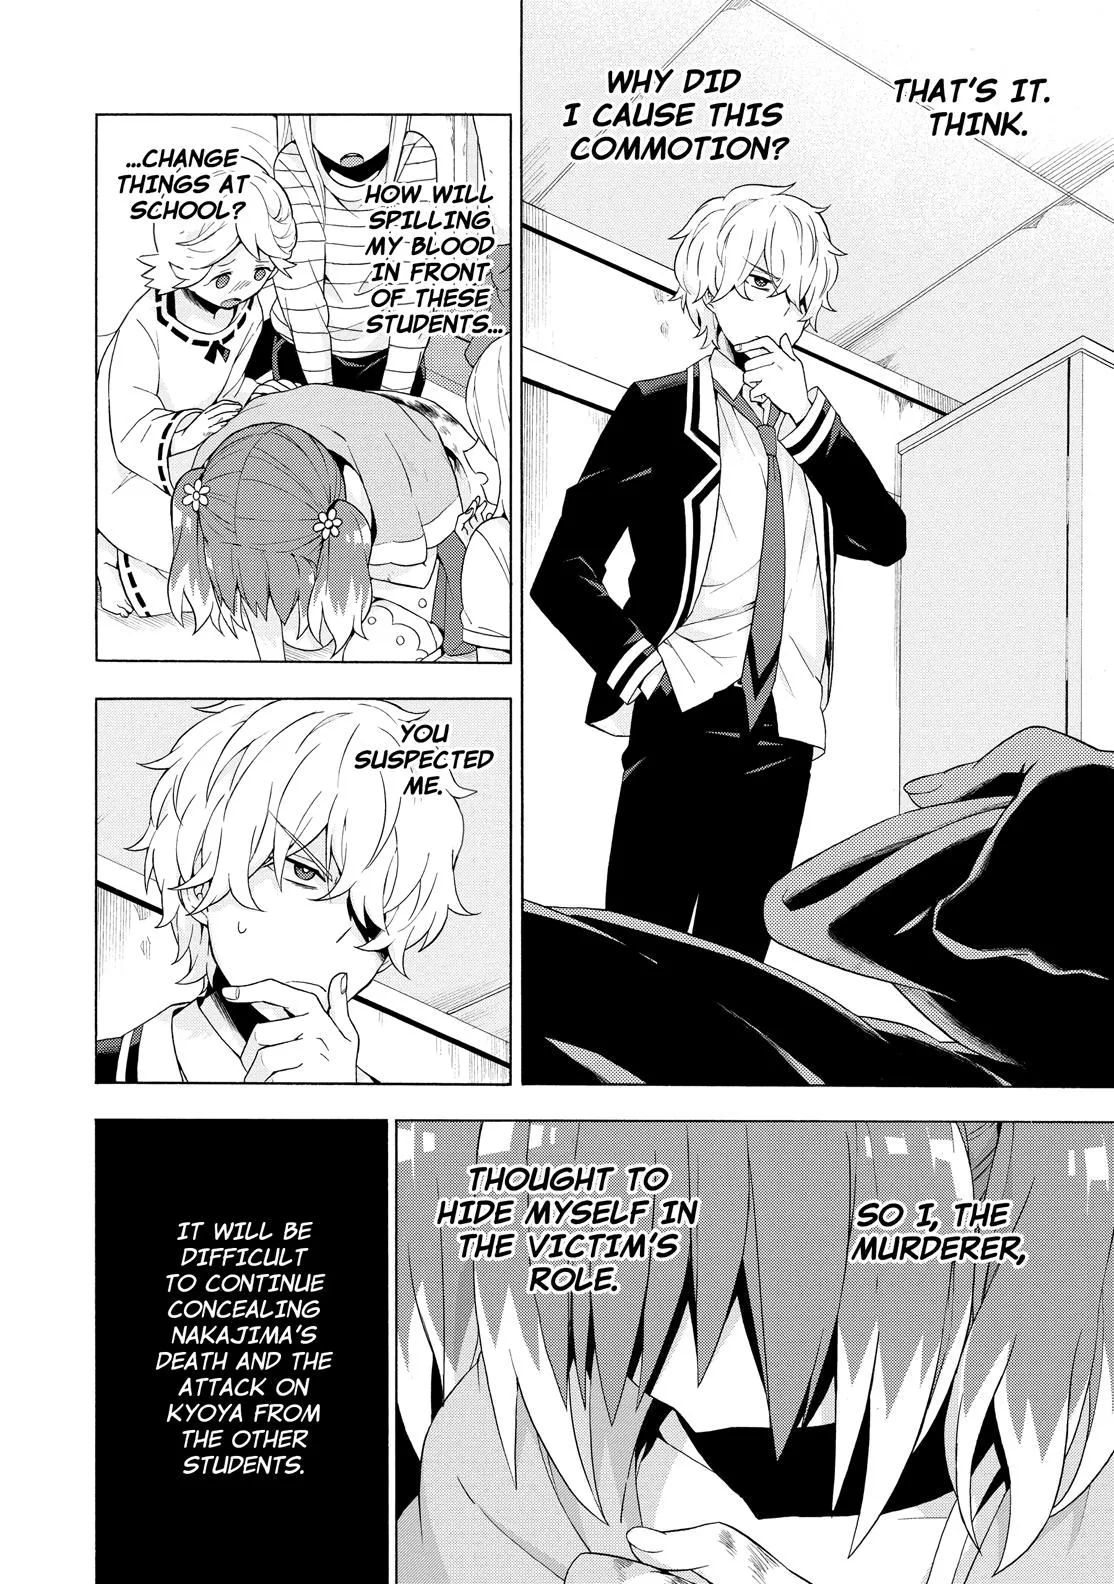 THAT'S IT.
THINK.
WHY DID
I CAUSE THIS
COMMOTION?
HOW WILL
SPILLING
MY BLOOD
IN FRONT
OF THESE
STUDENTS...
...CHANGE
THINGS AT
SCHOOL?
YOU
SUSPECTED
ME.
SO I, THE
MURDERER,
THOUGHT TO
HIDE MYSELF IN
THE VICTIM'S
ROLE.
IT WILL BE
DIFFICULT
TO CONTINUE
CONCEALING
NAKAJIMA'S
DEATH AND THE
ATTACK ON
KYOYA FROM
THE OTHER
STUDENTS.